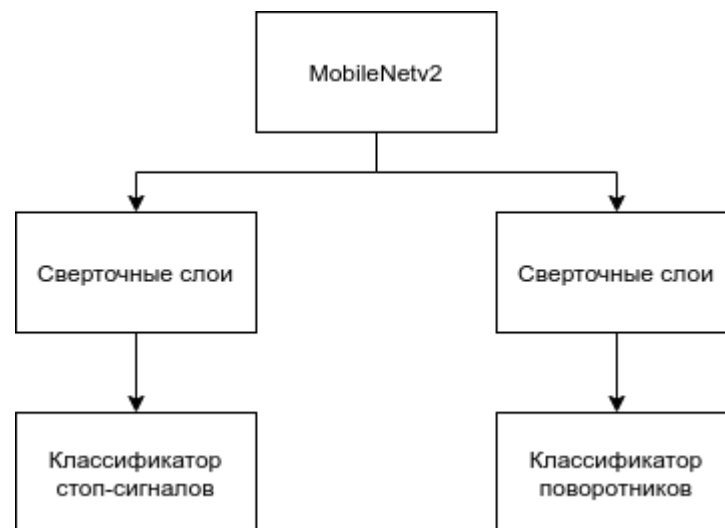 MobileNetv2
Сверточные слои
Сверточные слои
Классификатор
стоп-сигналов
Классификатор
поворотников